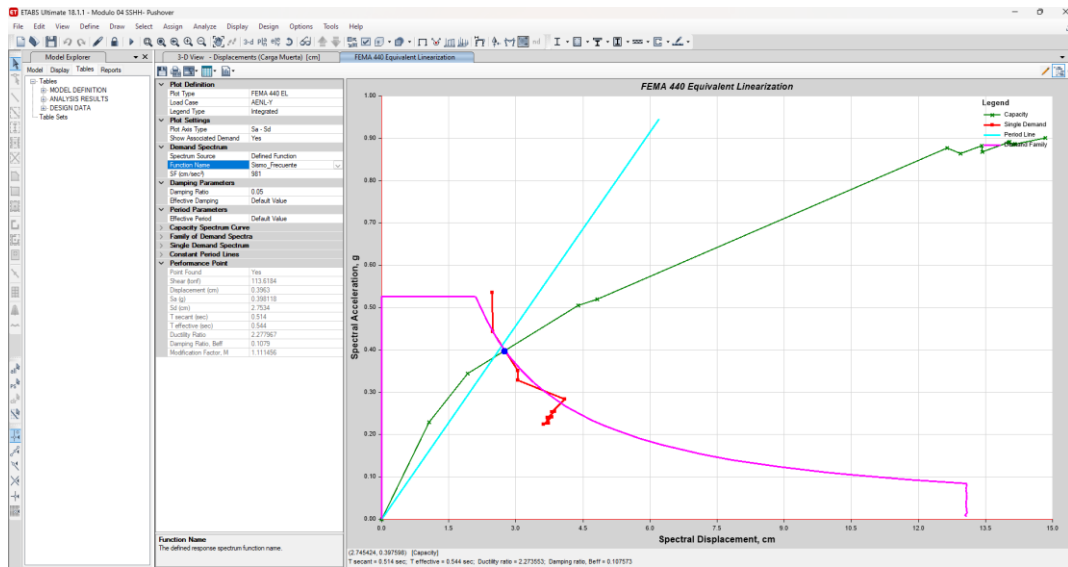 ETABS Ultimate 18.1.1 - Modulo 04 SSHH- Pushover
File Edit View Define Draw Select Assign Analyze Display Design Options Tools Help
Model Explorer
Model Display Tables Reports
Tables
MODEL DEFINITION
ANALYSIS RESULTS
DESIGN DATA
Table Sets
3-D View - Displacements (Carga Muerta) [cm]
FEMA 440 Equivalent Linearization
Plot Definition
Plot Type FEMA 440 EL
Load Case AENL-Y
Legend Type Integrated
Plot Settings
Plot Axis Type Sa - Sd
Show Associated Demand Yes
Demand Spectrum
Spectrum Source Defined Function
Function Name Sismo_Frecuente
SF (cm/sec²) 981
Damping Parameters
Damping Ratio 0.05
Effective Damping Default Value
Period Parameters
Effective Period Default Value
Capacity Spectrum Curve
Family of Demand Spectra
Single Demand Spectrum
Constant Period Lines
Performance Point
Point Found Yes
Shear (tonf) 113.6184
Displacement (cm) 0.3963
Sa (g) 0.398118
Sd (cm) 2.7534
T secant (sec) 0.514
T effective (sec) 0.544
Ductility Ratio 2.277967
Damping Ratio, Beff 0.1079
Modification Factor, M 1.111456
Function Name
The defined response spectrum function name.
FEMA 440 Equivalent Linearization
Legend
Capacity
Single Demand
Period Line
Demand Family
Spectral Acceleration, g
1.00
0.90
0.80
0.70
0.60
0.50
0.40
0.30
0.20
0.10
0.00
0.0 1.5 3.0 4.5 6.0 7.5 9.0 10.5 12.0 13.5 15.0
Spectral Displacement, cm
(2.745424, 0.397598) [Capacity]
T secant = 0.514 sec; T effective = 0.544 sec; Ductility ratio = 2.273553; Damping ratio, Beff = 0.107573